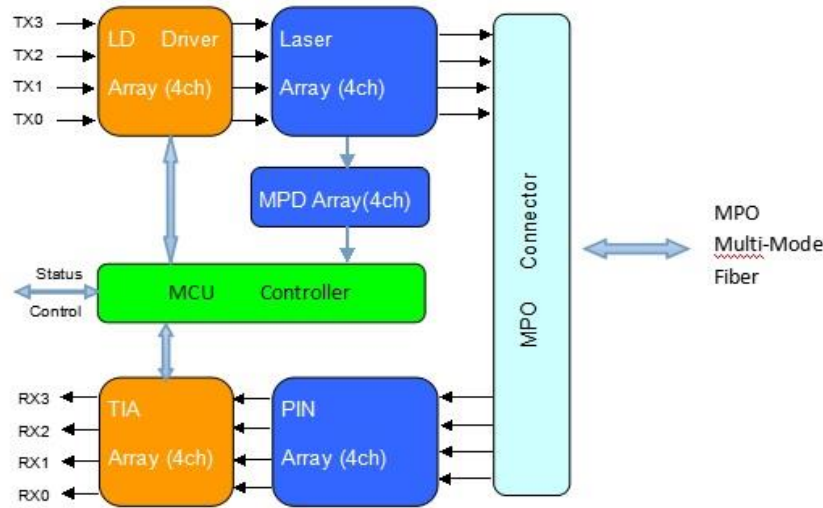 TX3
TX2
TX1
TX0
LD Driver
Array (4ch)
Laser
Array (4ch)
MPD Array(4ch)
Status
Control
MCU Controller
MPO Connector
MPO
Multi-Mode
Fiber
RX3
RX2
RX1
RX0
TIA
Array (4ch)
PIN
Array (4ch)